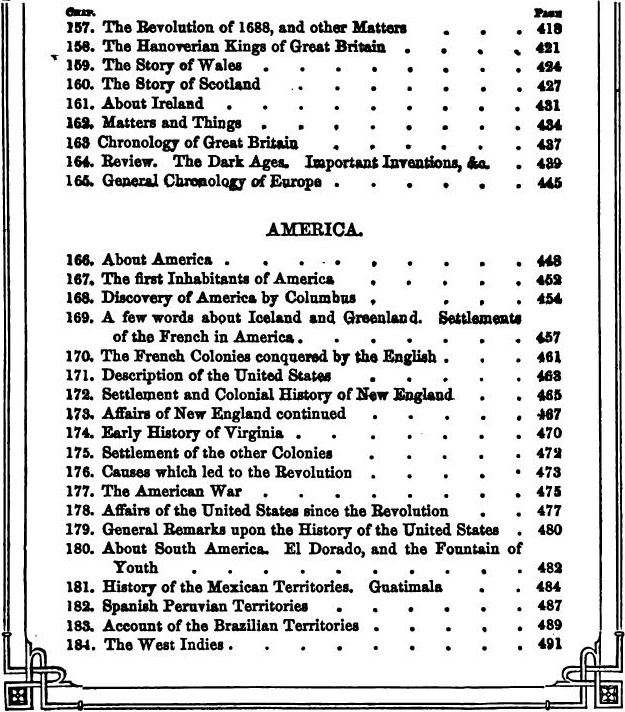 CHAP. PAGE
157. The Revolution of 1688, and other Matters . . . 418
158. The Hanoverian Kings of Great Britain . . . . 421
159. The Story of Wales . . . . . . . 424
160. The Story of Scotland . . . . . . 427
161. About Ireland . . . . . . . . 431
162. Matters and Things . . . . . . . 434
163 Chronology of Great Britain . . . . . 437
164. Review. The Dark Ages. Important Inventions, &c. . 439
165. General Chronology of Europe . . . . . . 445
AMERICA.
166. About America . . . . . . . . 448
167. The first Inhabitants of America . . . . . 452
168. Discovery of America by Columbus . . . . 454
169. A few words about Iceland and Greenland. Settlements
of the French in America . . . . . . . 457
170. The French Colonies conquered by the English . . . 461
171. Description of the United States . . . . . 463
172. Settlement and Colonial History of New England . . 465
173. Affairs of New England continued . . . . . 467
174. Early History of Virginia . . . . . . 470
175. Settlement of the other Colonies . . . . . 472
176. Causes which led to the Revolution . . . . . 473
177. The American War . . . . . . . 475
178. Affairs of the United States since the Revolution . . 477
179. General Remarks upon the History of the United States . 480
180. About South America. El Dorado, and the Fountain of
Youth . . . . . . . . . . 482
181. History of the Mexican Territories. Guatimala . . 484
182. Spanish Peruvian Territories . . . . . 487
183. Account of the Brazilian Territories . . . . . 489
184. The West Indies . . . . . . . . 491